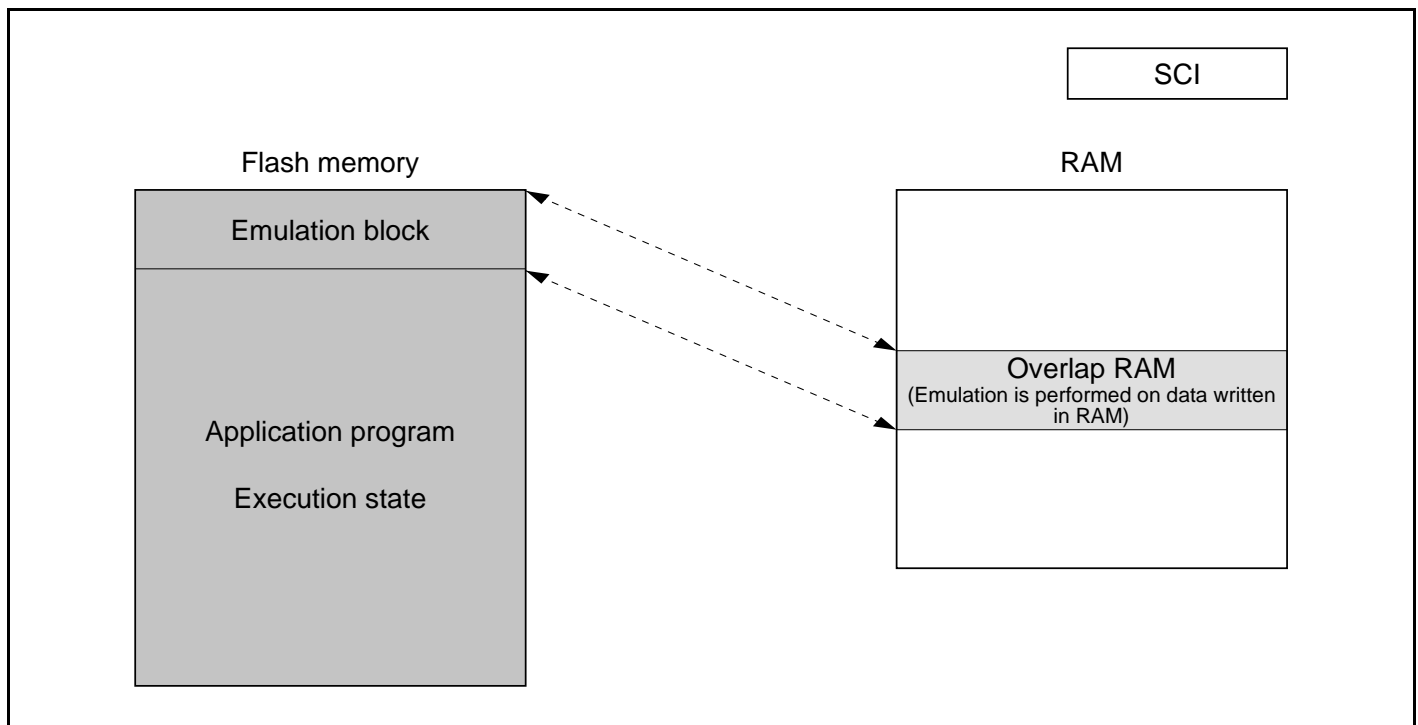 SCI
Flash memory
RAM
Emulation block
Overlap RAM
(Emulation is performed on data written
in RAM)
Application program
Execution state